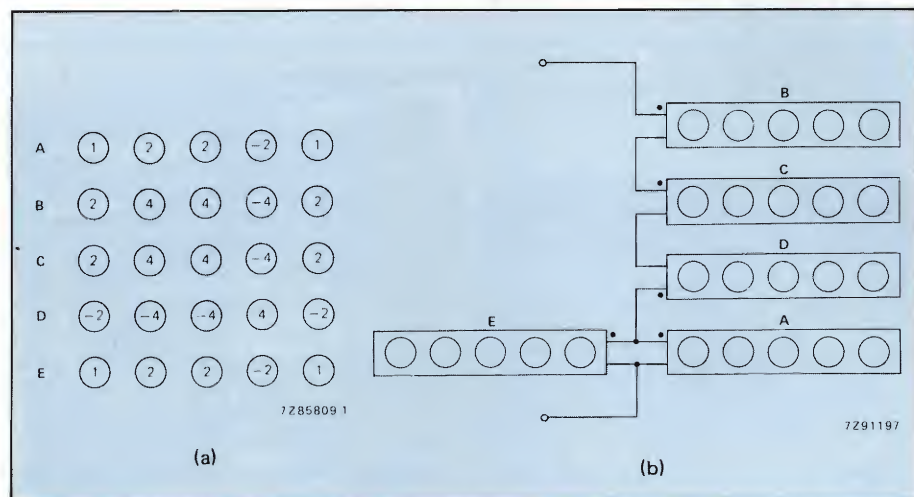 A 1 2 2 -2 1
B 2 4 4 -4 2
C 2 4 4 -4 2
D -2 -4 -4 4 -2
E 1 2 2 -2 1
7Z85809 1
(a)
B
C
D
E
A
7Z91197
(b)